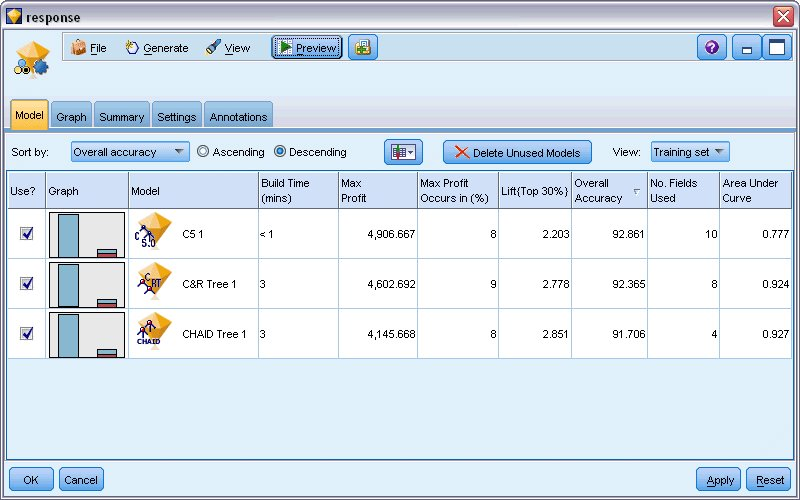 response
File Generate View Preview ?
Model Graph Summary Settings Annotations
Sort by: Overall accuracy Ascending Descending Delete Unused Models View: Training set
Use? Graph Model Build Time (mins) Max Profit Max Profit Occurs in (%) Lift{Top 30%} Overall Accuracy No. Fields Used Area Under Curve
C 5.0 C5 1 < 1 4,906.667 8 2.203 92.861 10 0.777
C RT C&R Tree 1 3 4,602.692 9 2.778 92.365 8 0.924
CHAID CHAID Tree 1 3 4,145.668 8 2.851 91.706 4 0.927
OK Cancel Apply Reset